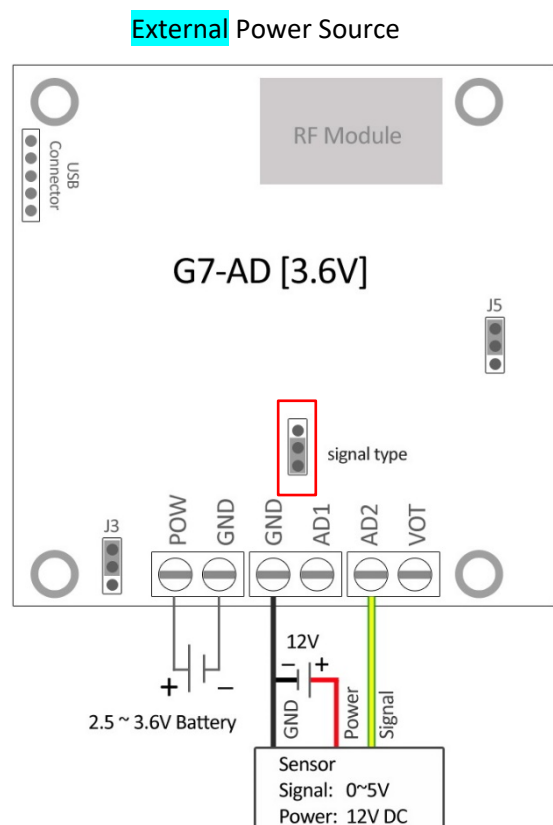 External Power Source
RF Module
USB
Connector
G7-AD [3.6V]
J5
signal type
J3
POW
GND
GND
AD1
AD2
VOT
12V
− +
+ −
2.5 ~ 3.6V Battery
GND
Power
Signal
Sensor
Signal: 0~5V
Power: 12V DC